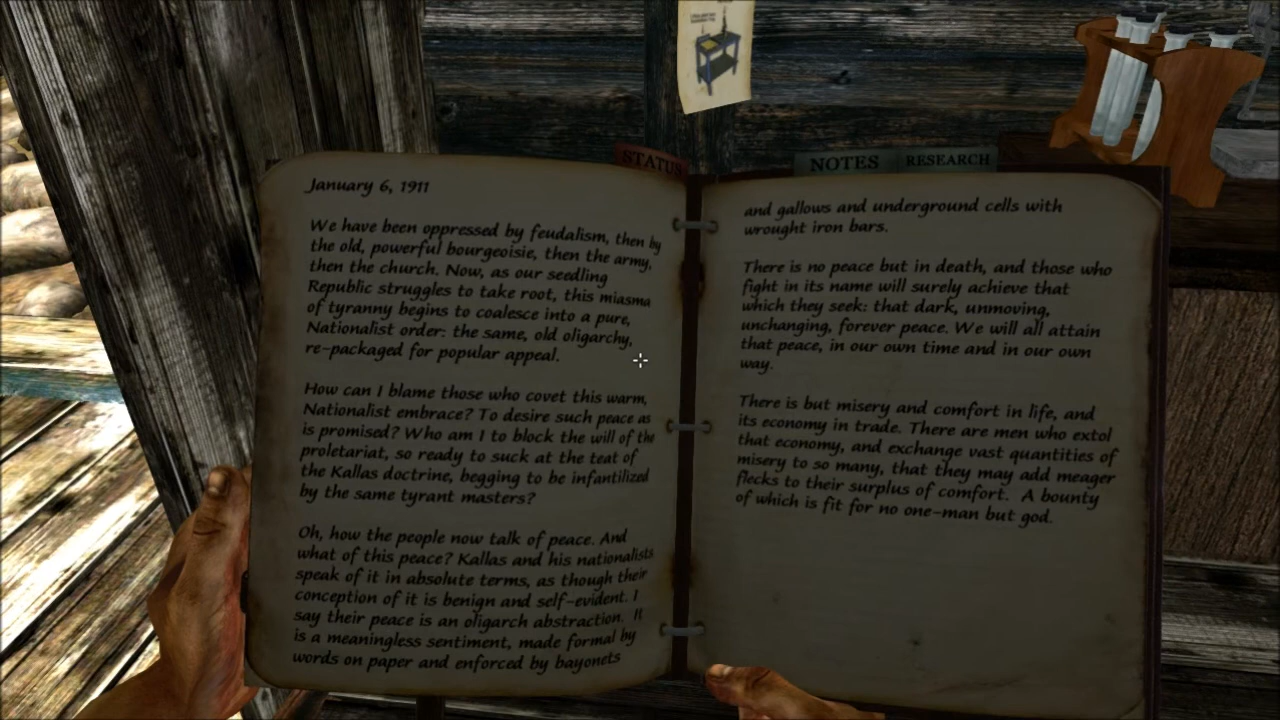 STATUS
NOTES
RESEARCH
January 6, 1911
We have been oppressed by feudalism, then by
the old, powerful bourgeoisie, then the army,
then the church. Now, as our seedling
Republic struggles to take root, this miasma
of tyranny begins to coalesce into a pure,
Nationalist order: the same, old oligarchy,
re-packaged for popular appeal.
How can I blame those who covet this warm,
Nationalist embrace? To desire such peace as
is promised? Who am I to block the will of the
proletariat, so ready to suck at the teat of
the Kallas doctrine, begging to be infantilized
by the same tyrant masters?
Oh, how the people now talk of peace. And
what of this peace? Kallas and his nationalists
speak of it in absolute terms, as though their
conception of it is benign and self-evident. I
say their peace is an oligarch abstraction. It
is a meaningless sentiment, made formal by
words on paper and enforced by bayonets
and gallows and underground cells with
wrought iron bars.
There is no peace but in death, and those who
fight in its name will surely achieve that
which they seek: that dark, unmoving,
unchanging, forever peace. We will all attain
that peace, in our own time and in our own
way.
There is but misery and comfort in life, and
its economy in trade. There are men who extol
that economy, and exchange vast quantities of
misery to so many, that they may add meager
flecks to their surplus of comfort. A bounty
of which is fit for no one-man but god.